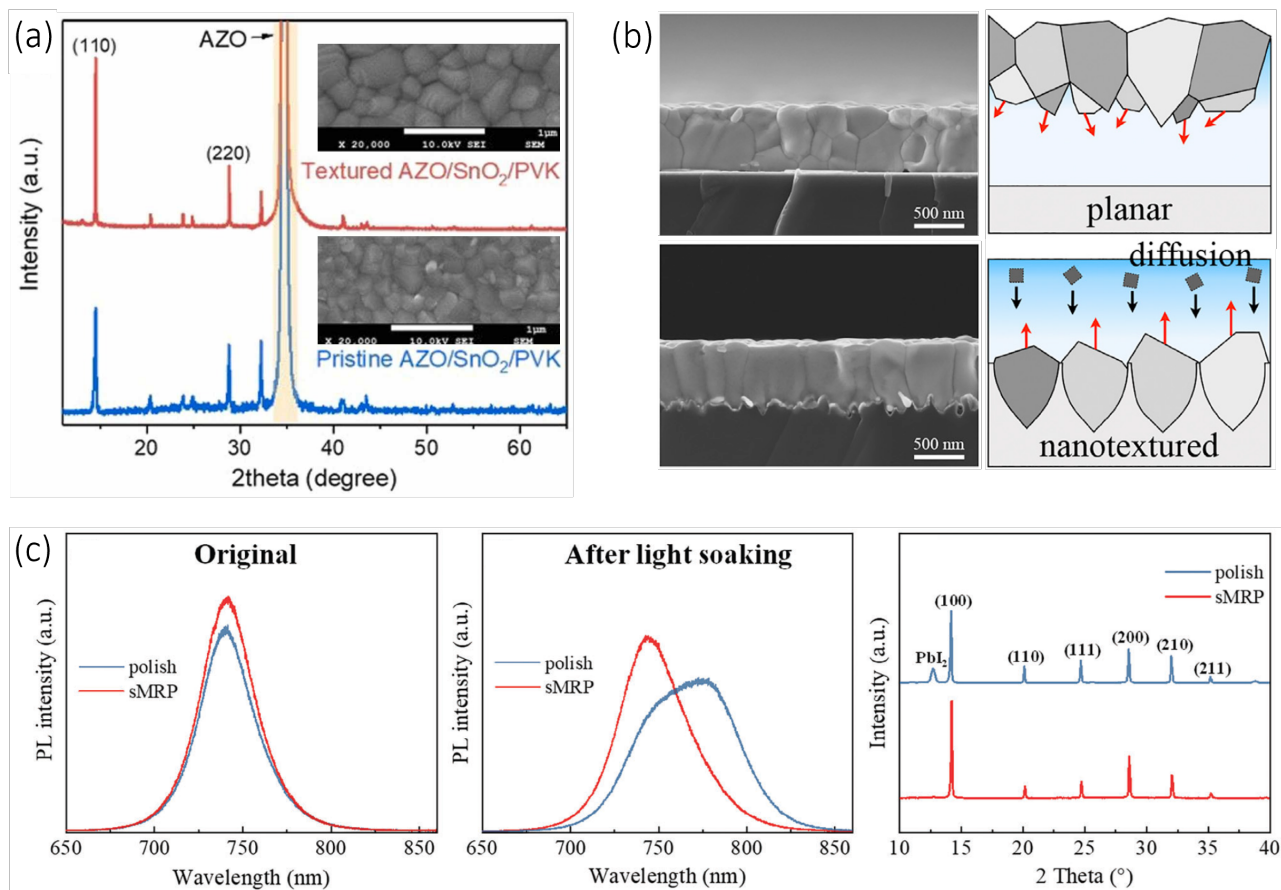 (a)
(110)
AZO
(220)
X 20,000 10.0kV SEI SEM
1μm
Textured AZO/SnO₂/PVK
1μm
X 20,000 10.0kV SEI SEM
Pristine AZO/SnO₂/PVK
Intensity (a.u.)
20 30 40 50 60
2theta (degree)
(b)
500 nm
planar
500 nm
diffusion
nanotextured
(c)
Original
polish
sMRP
PL intensity (a.u.)
650 700 750 800 850
Wavelength (nm)
After light soaking
polish
sMRP
PL intensity (a.u.)
650 700 750 800 850
Wavelength (nm)
polish
sMRP
PbI₂
(100)
(110)
(111)
(200)
(210)
(211)
Intensity (a.u.)
10 15 20 25 30 35 40
2 Theta (°)